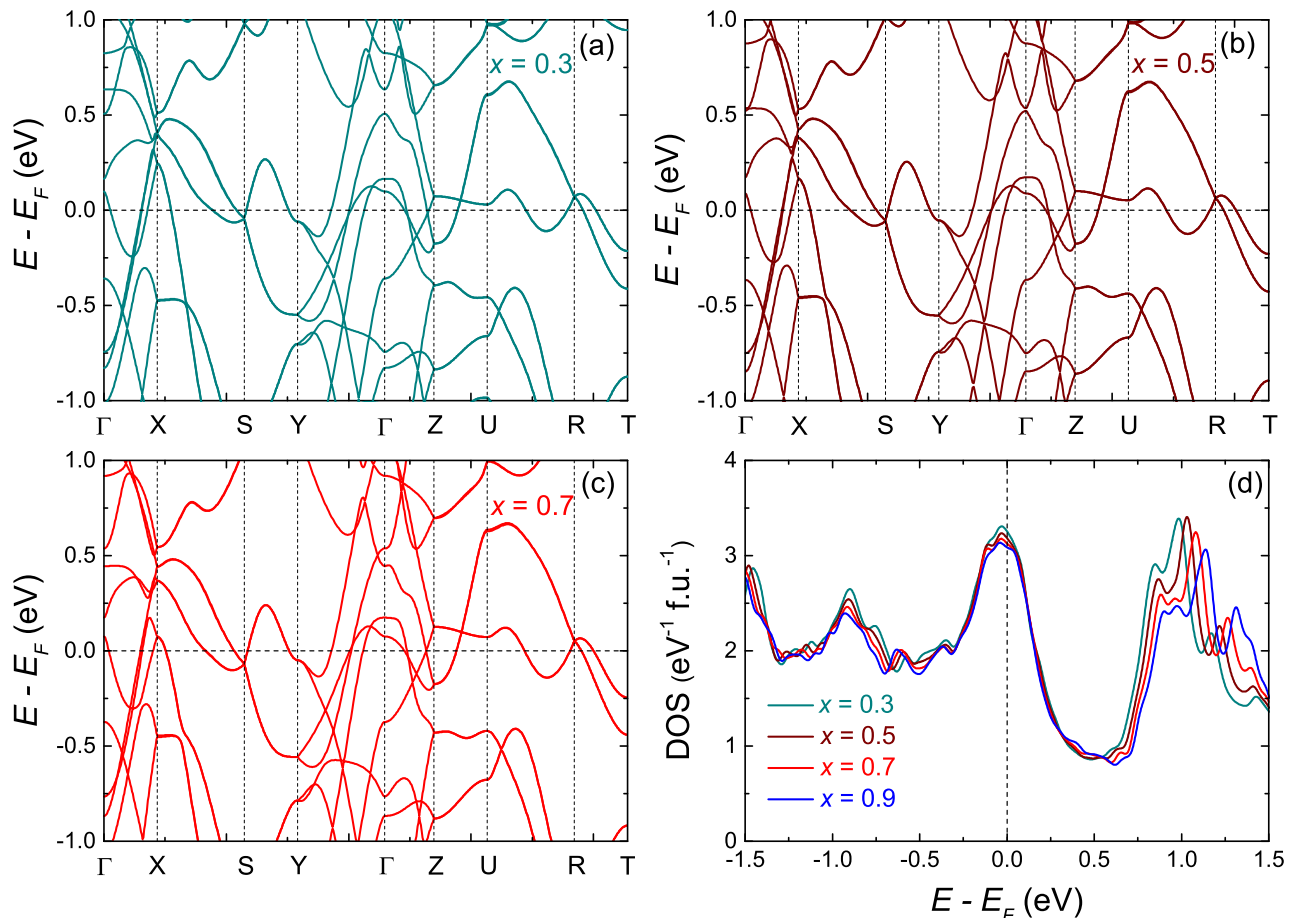 (a)
x = 0.3
E - E_F (eV)
1.0
0.5
0.0
-0.5
-1.0
Γ X S Y Γ Z U R T
(b)
x = 0.5
E - E_F (eV)
1.0
0.5
0.0
-0.5
-1.0
Γ X S Y Γ Z U R T
(c)
x = 0.7
E - E_F (eV)
1.0
0.5
0.0
-0.5
-1.0
Γ X S Y Γ Z U R T
(d)
DOS (eV⁻¹ f.u.⁻¹)
4
3
2
1
0
x = 0.3
x = 0.5
x = 0.7
x = 0.9
-1.5 -1.0 -0.5 0.0 0.5 1.0 1.5
E - E_F (eV)